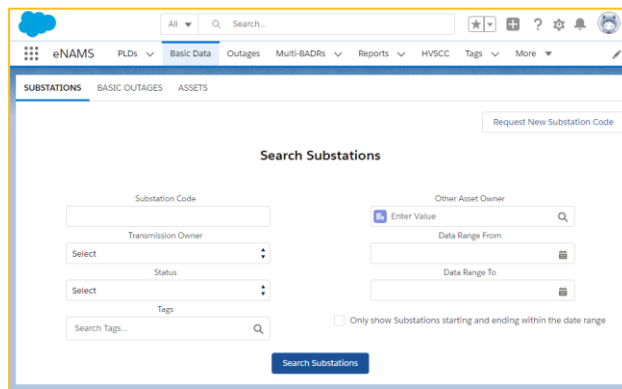 All Search...
eNAMS PLDs Basic Data Outages Multi-BADRs Reports HVSCC Tags More
SUBSTATIONS BASIC OUTAGES ASSETS
Request New Substation Code
Search Substations
Substation Code Other Asset Owner
Enter Value
Transmission Owner Data Range From
Select
Status Data Range To
Select
Tags
Search Tags... Only show Substations starting and ending within the date range
Search Substations